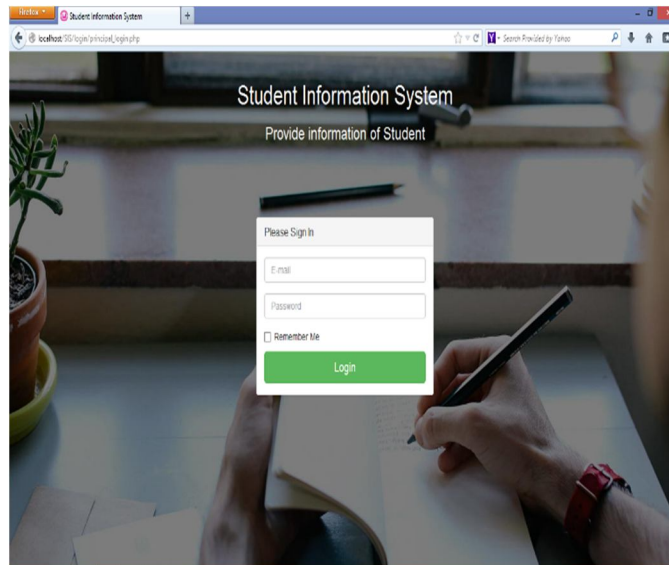 Firefox
Student Information System
localhost/SIS/login/principal_login.php
Search Provided by Yahoo
Student Information System
Provide information of Student
Please Sign In
E-mail
Password
Remember Me
Login